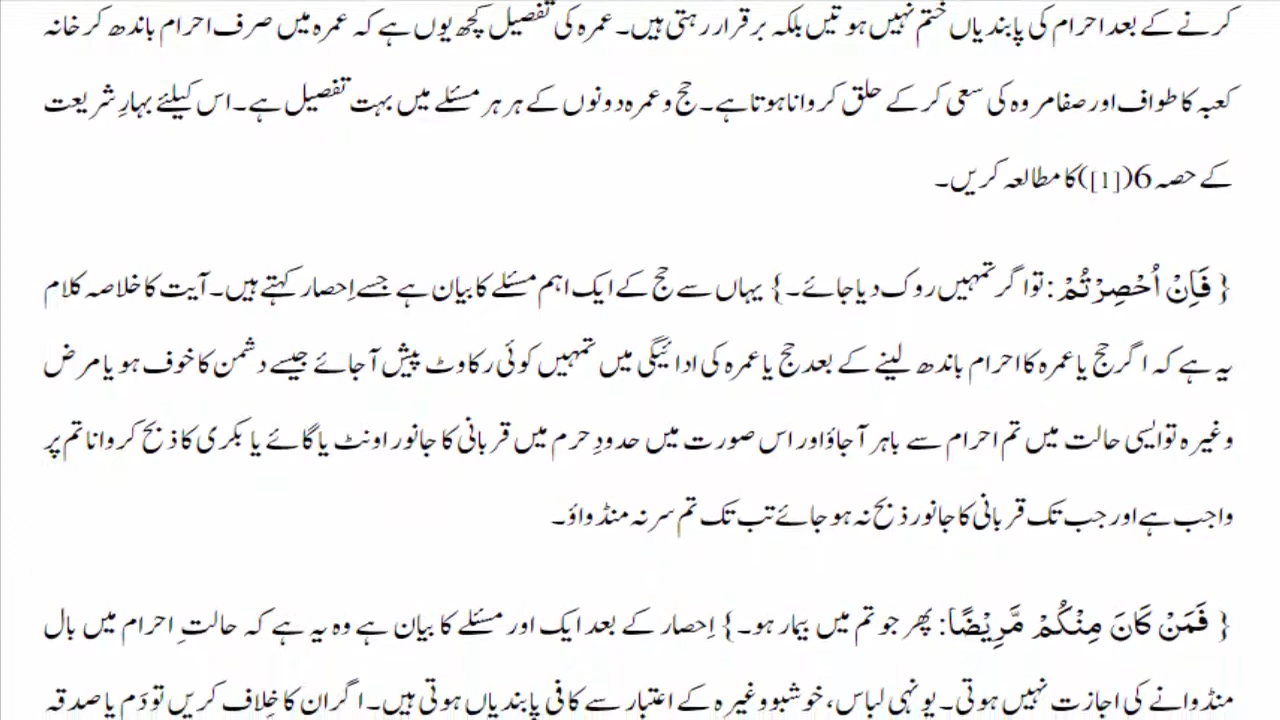 کرنے کے بعد احرام کی پابندیاں ختم نہیں ہوتیں بلکہ برقرار رہتی ہیں۔ عمرہ کی تفصیل کچھ یوں ہے کہ عمرہ میں صرف احرام باندھ کر خانہ
کعبہ کا طواف اور صفا مروہ کی سعی کر کے حلق کروانا ہوتا ہے۔ حج و عمرہ دونوں کے ہر ہر مسئلے میں بہت تفصیل ہے۔ اس کیلئے بہارِ شریعت
کے حصہ 6([1]) کا مطالعہ کریں۔
{فَاِنْ اُحْصِرْتُمْ: تو اگر تمہیں روک دیا جائے۔} یہاں سے حج کے ایک اہم مسئلے کا بیان ہے جسے اِحصار کہتے ہیں۔ آیت کا خلاصہ کلام
یہ ہے کہ اگر حج یا عمرہ کا احرام باندھ لینے کے بعد حج یا عمرہ کی ادائیگی میں تمہیں کوئی رکاوٹ پیش آجائے جیسے دشمن کا خوف ہو یا مرض
وغیرہ تو ایسی حالت میں تم احرام سے باہر آجاؤ اور اس صورت میں حدودِ حرم میں قربانی کا جانور اونٹ یا گائے یا بکری کا ذبح کروانا تم پر
واجب ہے اور جب تک قربانی کا جانور ذبح نہ ہو جائے تب تک تم سر نہ منڈواؤ۔
{فَمَنْ كَانَ مِنْكُمْ مَّرِیْضًا: پھر جو تم میں بیمار ہو۔} اِحصار کے بعد ایک اور مسئلے کا بیان ہے وہ یہ ہے کہ حالتِ احرام میں بال
منڈوانے کی اجازت نہیں ہوتی۔ یونہی لباس، خوشبو وغیرہ کے اعتبار سے کافی پابندیاں ہوتی ہیں۔ اگر ان کا خِلاف کریں تو دَم یا صدقہ